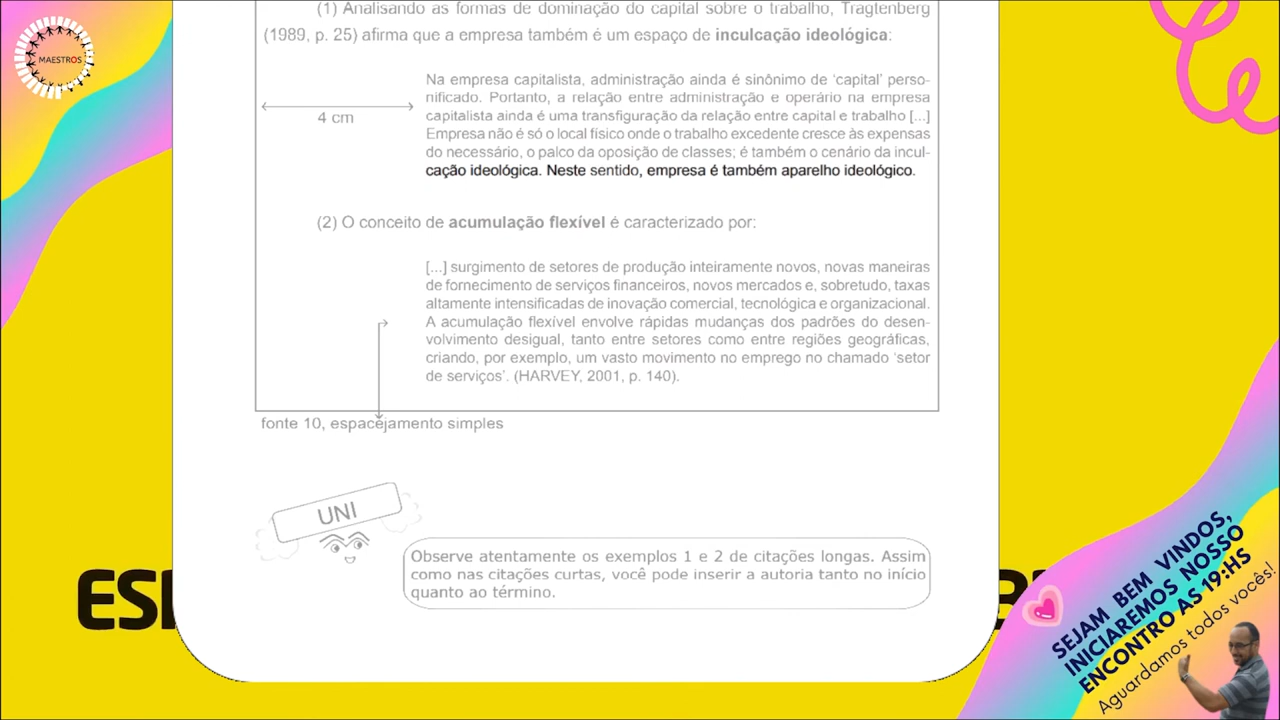 MAESTROS
(1) Analisando as formas de dominação do capital sobre o trabalho, Tragtenberg
(1989, p. 25) afirma que a empresa também é um espaço de inculcação ideológica:
Na empresa capitalista, administração ainda é sinônimo de ‘capital’ perso-
nificado. Portanto, a relação entre administração e operário na empresa
capitalista ainda é uma transfiguração da relação entre capital e trabalho [...]
Empresa não é só o local físico onde o trabalho excedente cresce às expensas
do necessário, o palco da oposição de classes; é também o cenário da incul-
cação ideológica. Neste sentido, empresa é também aparelho ideológico.
4 cm
(2) O conceito de acumulação flexível é caracterizado por:
[...] surgimento de setores de produção inteiramente novos, novas maneiras
de fornecimento de serviços financeiros, novos mercados e, sobretudo, taxas
altamente intensificadas de inovação comercial, tecnológica e organizacional.
A acumulação flexível envolve rápidas mudanças dos padrões do desen-
volvimento desigual, tanto entre setores como entre regiões geográficas,
criando, por exemplo, um vasto movimento no emprego no chamado ‘setor
de serviços’. (HARVEY, 2001, p. 140).
fonte 10, espacejamento simples
UNI
Observe atentamente os exemplos 1 e 2 de citações longas. Assim
como nas citações curtas, você pode inserir a autoria tanto no início
quanto ao término.
SEJAM BEM VINDOS,
INICIAREMOS NOSSO
ENCONTRO AS 19:HS
Aguardamos todos vocês!